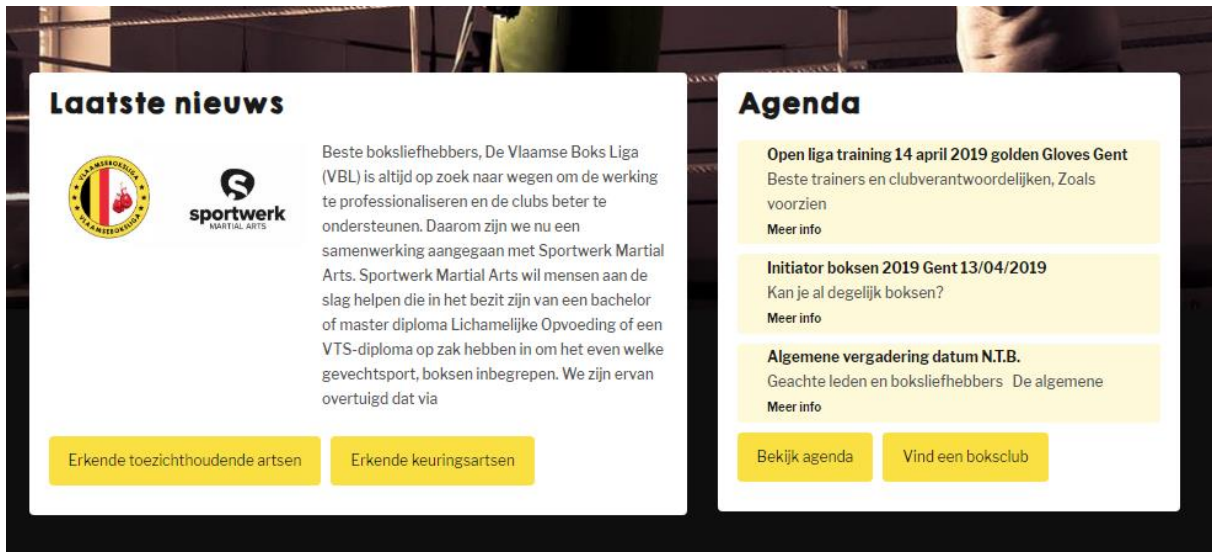 Laatste nieuws
VLAAMSEBOKSLIGA
VLAAMSEBOKSLIGA
sportwerk
MARTIAL ARTS
Beste boksliefhebbers, De Vlaamse Boks Liga
(VBL) is altijd op zoek naar wegen om de werking
te professionaliseren en de clubs beter te
ondersteunen. Daarom zijn we nu een
samenwerking aangegaan met Sportwerk Martial
Arts. Sportwerk Martial Arts wil mensen aan de
slag helpen die in het bezit zijn van een bachelor
of master diploma Lichamelijke Opvoeding of een
VTS-diploma op zak hebben in om het even welke
gevechtsport, boksen inbegrepen. We zijn ervan
overtuigd dat via
Erkende toezichthoudende artsen
Erkende keuringsartsen
Agenda
Open liga training 14 april 2019 golden Gloves Gent
Beste trainers en clubverantwoordelijken, Zoals
voorzien
Meer info
Initiator boksen 2019 Gent 13/04/2019
Kan je al degelijk boksen?
Meer info
Algemene vergadering datum N.T.B.
Geachte leden en boksliefhebbers De algemene
Meer info
Bekijk agenda
Vind een boksclub